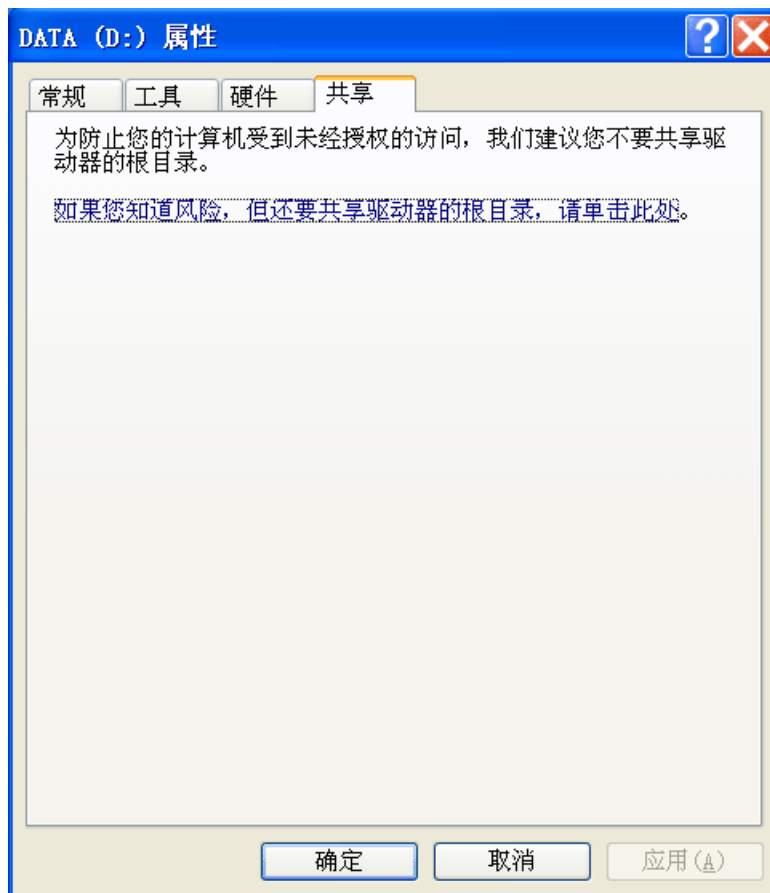 DATA (D:) 属性
常规 工具 硬件 共享
为防止您的计算机受到未经授权的访问，我们建议您不要共享驱
动器的根目录。
如果您知道风险，但还要共享驱动器的根目录，请单击此处。
确定 取消 应用(A)